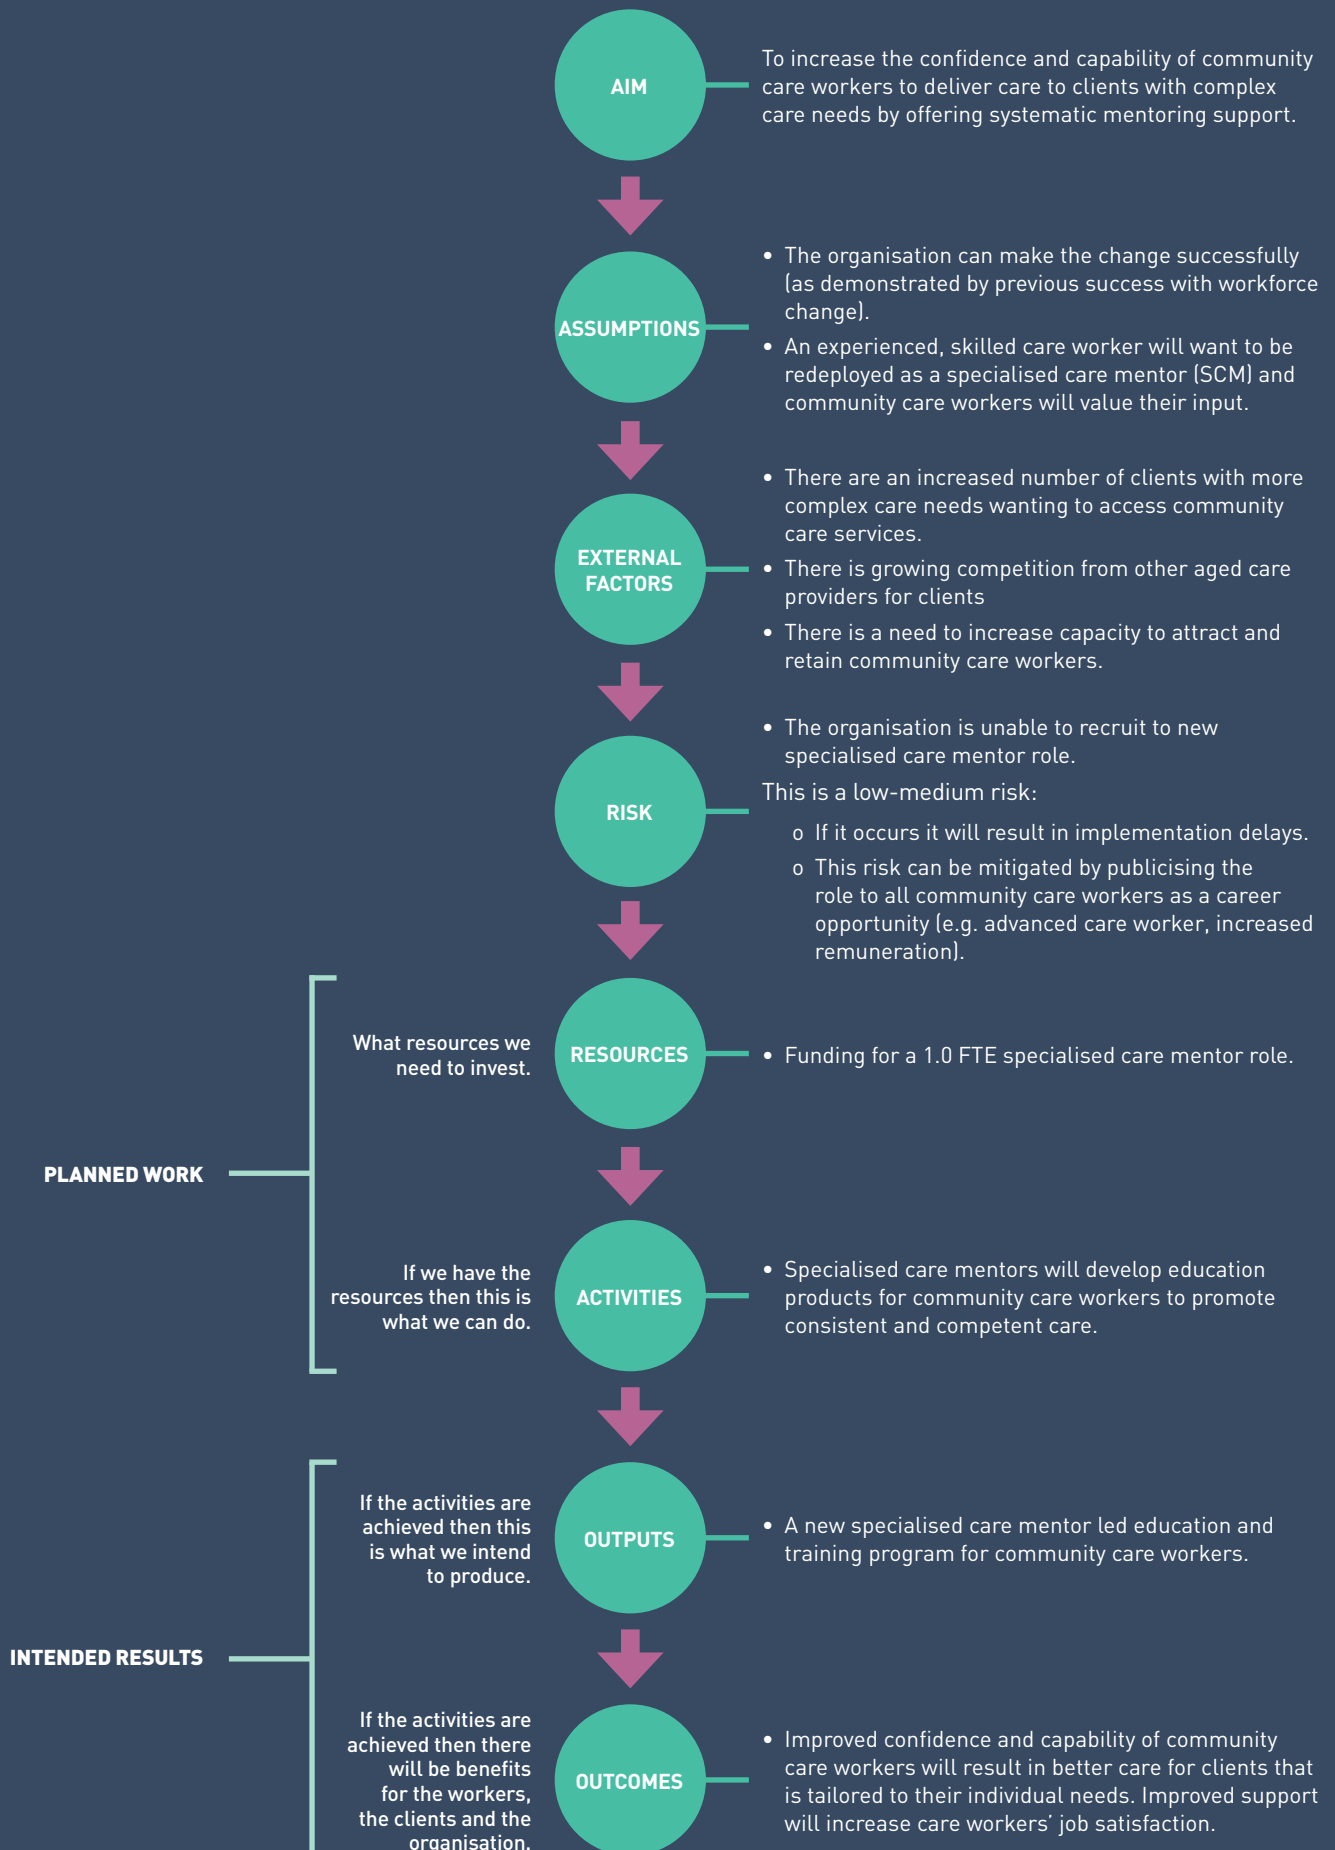 AIM
To increase the confidence and capability of community
care workers to deliver care to clients with complex
care needs by offering systematic mentoring support.
ASSUMPTIONS
• The organisation can make the change successfully
(as demonstrated by previous success with workforce
change).
• An experienced, skilled care worker will want to be
redeployed as a specialised care mentor (SCM) and
community care workers will value their input.
EXTERNAL
FACTORS
• There are an increased number of clients with more
complex care needs wanting to access community
care services.
• There is growing competition from other aged care
providers for clients
• There is a need to increase capacity to attract and
retain community care workers.
RISK
• The organisation is unable to recruit to new
specialised care mentor role.
This is a low-medium risk:
o If it occurs it will result in implementation delays.
o This risk can be mitigated by publicising the
role to all community care workers as a career
opportunity (e.g. advanced care worker, increased
remuneration).
PLANNED WORK
What resources we
need to invest.
RESOURCES
• Funding for a 1.0 FTE specialised care mentor role.
If we have the
resources then this is
what we can do.
ACTIVITIES
• Specialised care mentors will develop education
products for community care workers to promote
consistent and competent care.
INTENDED RESULTS
If the activities are
achieved then this
is what we intend
to produce.
OUTPUTS
• A new specialised care mentor led education and
training program for community care workers.
If the activities are
achieved then there
will be benefits
for the workers,
the clients and the
organisation.
OUTCOMES
• Improved confidence and capability of community
care workers will result in better care for clients that
is tailored to their individual needs. Improved support
will increase care workers' job satisfaction.